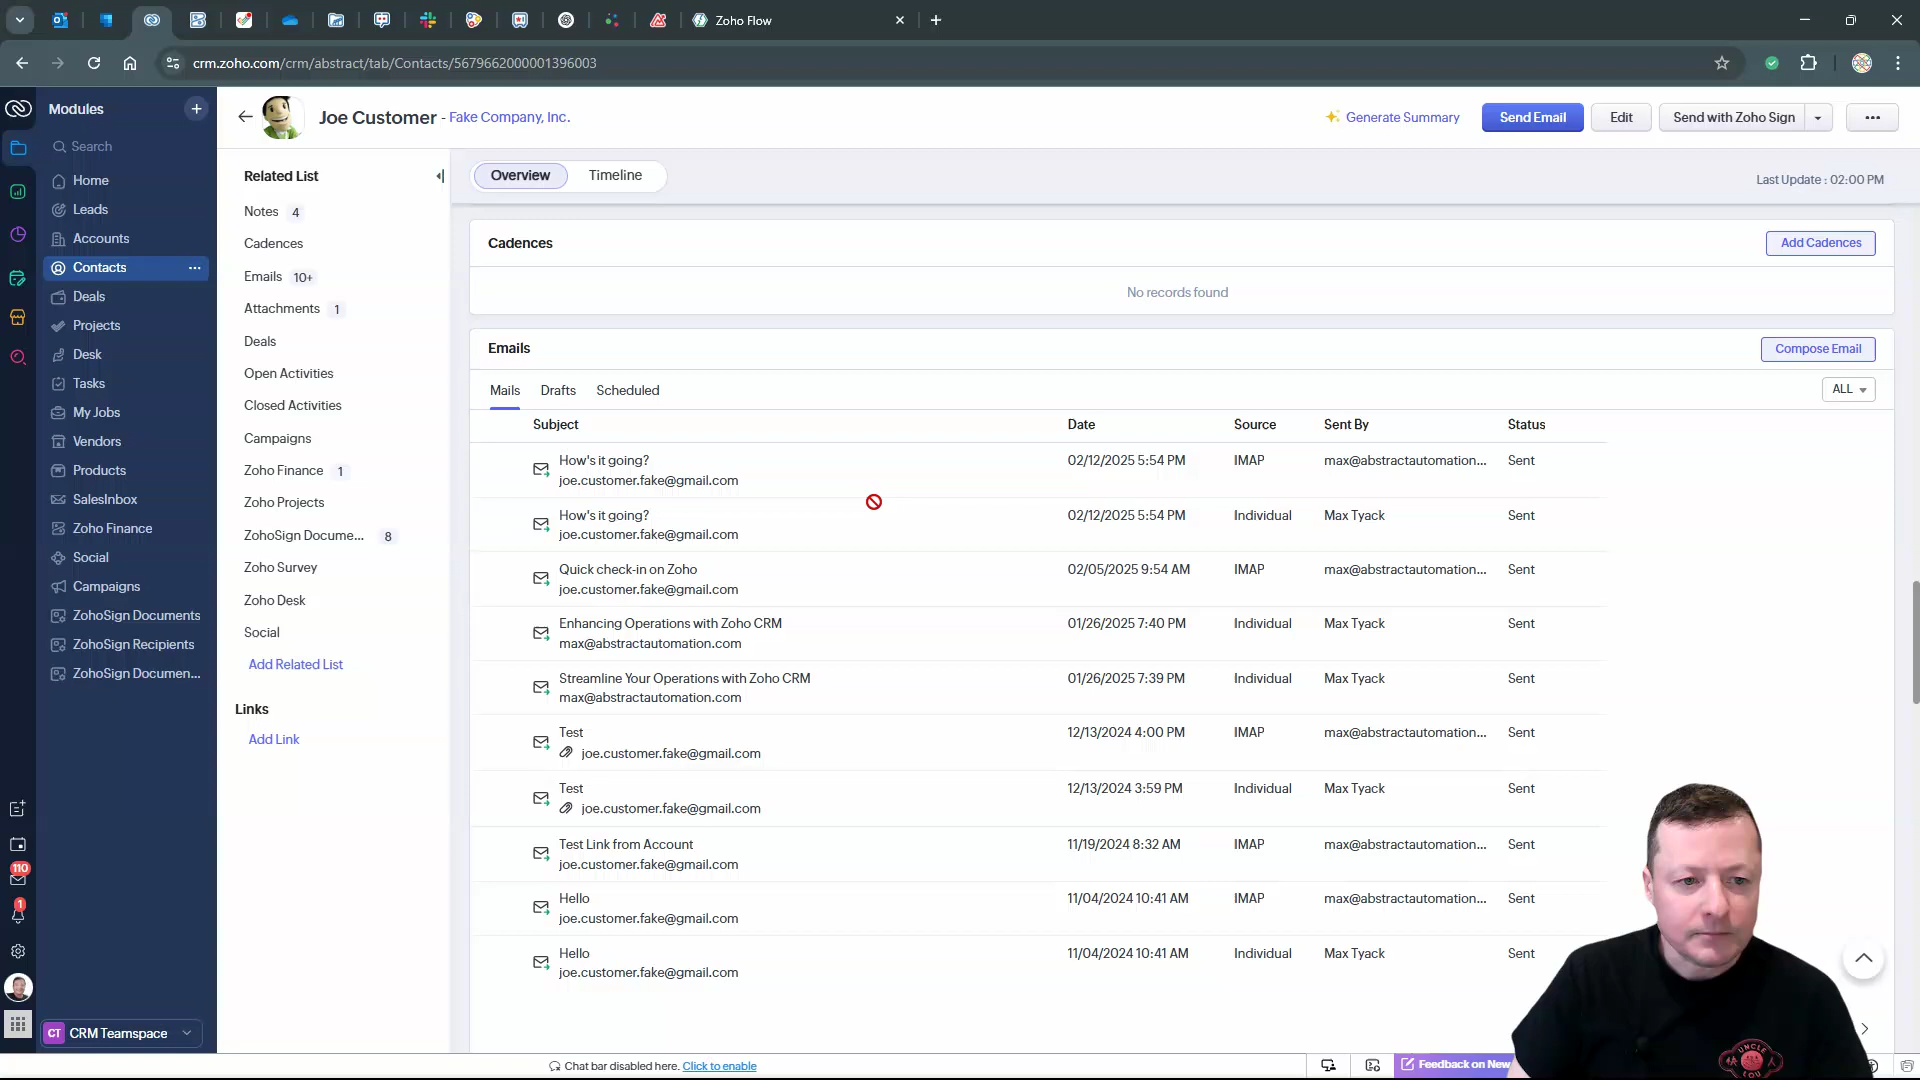 Zoho Flow
crm.zoho.com/crm/abstract/tab/Contacts/5679662000001396003
Modules
Search
Home
Leads
Accounts
Contacts
Deals
Projects
Desk
Tasks
My Jobs
Vendors
Products
SalesInbox
Zoho Finance
Social
Campaigns
ZohoSign Documents
ZohoSign Recipients
ZohoSign Documen...
110
1
CT CRM Teamspace
Joe Customer - Fake Company, Inc.
Generate Summary
Send Email
Edit
Send with Zoho Sign
Related List
Notes 4
Cadences
Emails 10+
Attachments 1
Deals
Open Activities
Closed Activities
Campaigns
Zoho Finance 1
Zoho Projects
ZohoSign Docume... 8
Zoho Survey
Zoho Desk
Social
Add Related List
Links
Add Link
Overview Timeline
Last Update : 02:00 PM
Cadences
Add Cadences
No records found
Emails
Compose Email
Mails Drafts Scheduled
ALL
Subject Date Source Sent By Status
How's it going? 02/12/2025 5:54 PM IMAP max@abstractautomation... Sent
joe.customer.fake@gmail.com
How's it going? 02/12/2025 5:54 PM Individual Max Tyack Sent
joe.customer.fake@gmail.com
Quick check-in on Zoho 02/05/2025 9:54 AM IMAP max@abstractautomation... Sent
joe.customer.fake@gmail.com
Enhancing Operations with Zoho CRM 01/26/2025 7:40 PM Individual Max Tyack Sent
max@abstractautomation.com
Streamline Your Operations with Zoho CRM 01/26/2025 7:39 PM Individual Max Tyack Sent
max@abstractautomation.com
Test 12/13/2024 4:00 PM IMAP max@abstractautomation... Sent
joe.customer.fake@gmail.com
Test 12/13/2024 3:59 PM Individual Max Tyack Sent
joe.customer.fake@gmail.com
Test Link from Account 11/19/2024 8:32 AM IMAP max@abstractautomation... Sent
joe.customer.fake@gmail.com
Hello 11/04/2024 10:41 AM IMAP max@abstractautomation... Sent
joe.customer.fake@gmail.com
Hello 11/04/2024 10:41 AM Individual Max Tyack Sent
joe.customer.fake@gmail.com
Chat bar disabled here. Click to enable
Feedback on New
UNCLE
LOU